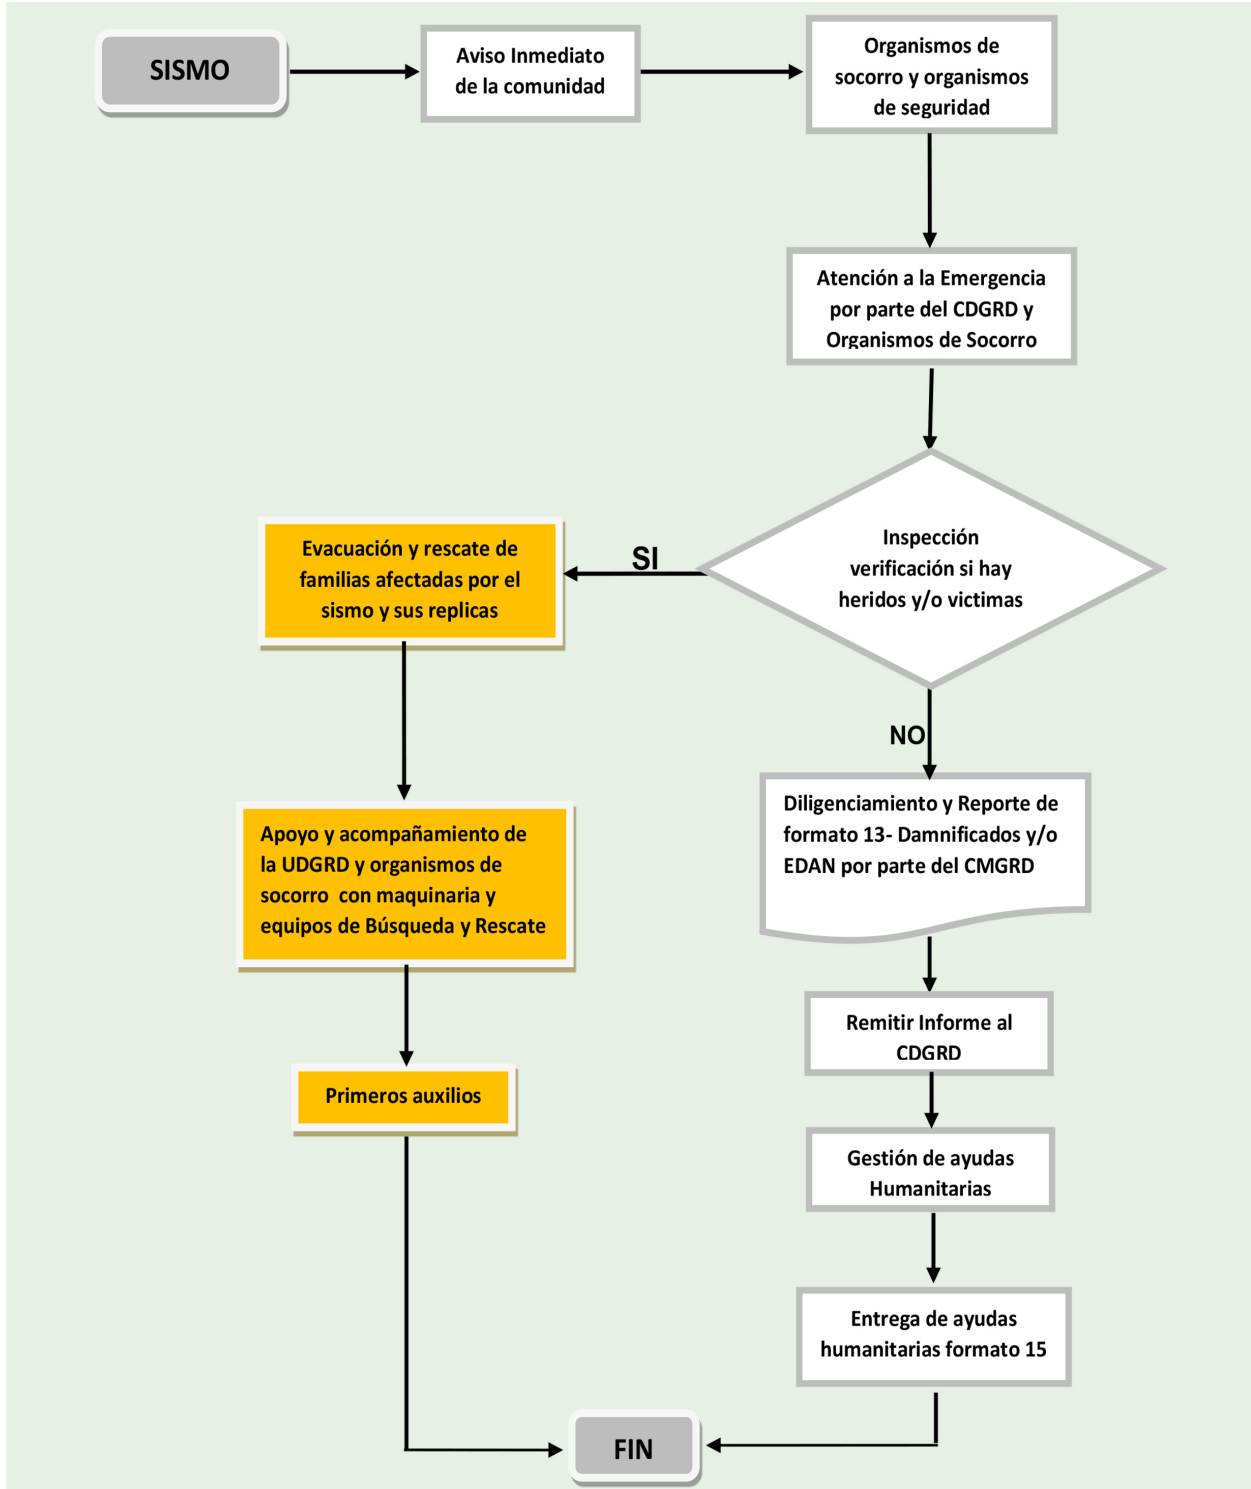 SISMO
Aviso Inmediato
de la comunidad
Organismos de
socorro y organismos
de seguridad
Atención a la Emergencia
por parte del CDGRD y
Organismos de Socorro
Inspección
verificación si hay
heridos y/o victimas
SI
Evacuación y rescate de
familias afectadas por el
sismo y sus replicas
Apoyo y acompañamiento de
la UDGRD y organismos de
socorro con maquinaria y
equipos de Búsqueda y Rescate
Primeros auxilios
NO
Diligenciamiento y Reporte de
formato 13- Damnificados y/o
EDAN por parte del CMGRD
Remitir Informe al
CDGRD
Gestión de ayudas
Humanitarias
Entrega de ayudas
humanitarias formato 15
FIN